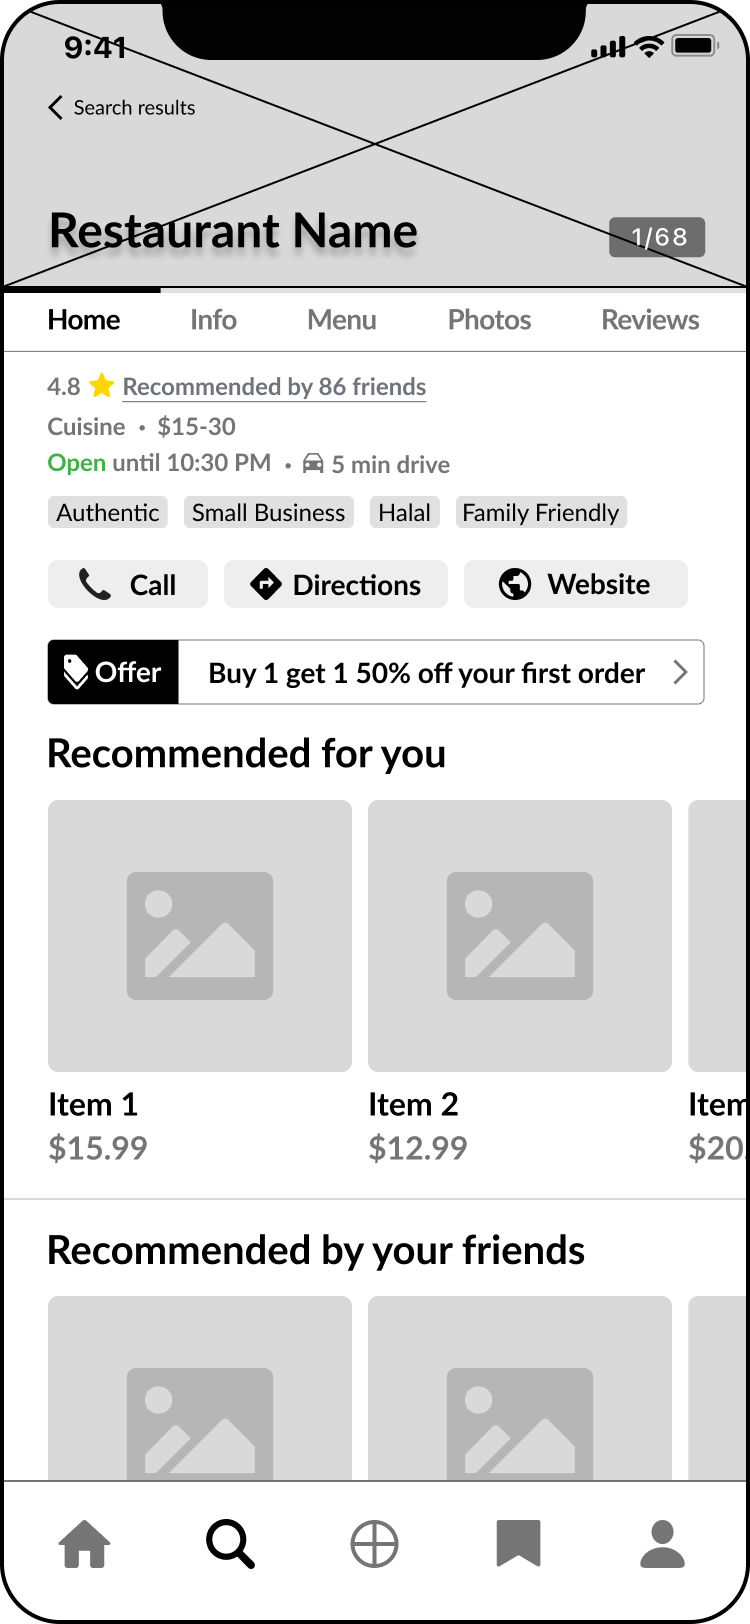 9:41
Search results
Restaurant Name
1/68
Home Info Menu Photos Reviews
4.8 Recommended by 86 friends
Cuisine • $15-30
Open until 10:30 PM • 5 min drive
Authentic Small Business Halal Family Friendly
Call Directions Website
Offer Buy 1 get 1 50% off your first order
Recommended for you
Item 1 Item 2 Item
$15.99 $12.99 $20.
Recommended by your friends